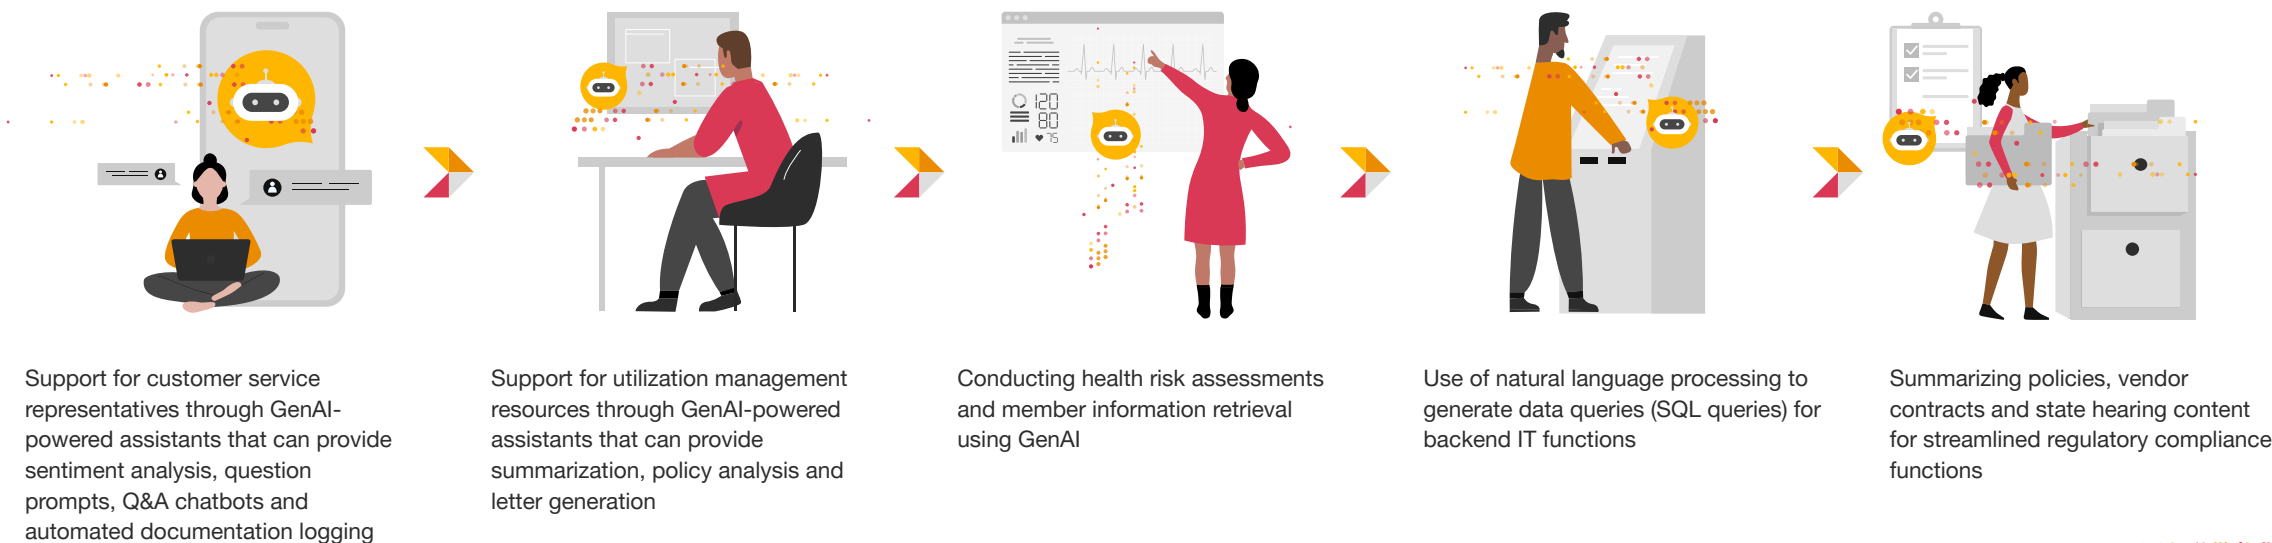 120
80
75
Support for customer service
representatives through GenAI-
powered assistants that can provide
sentiment analysis, question
prompts, Q&A chatbots and
automated documentation logging
Support for utilization management
resources through GenAI-powered
assistants that can provide
summarization, policy analysis and
letter generation
Conducting health risk assessments
and member information retrieval
using GenAI
Use of natural language processing to
generate data queries (SQL queries) for
backend IT functions
Summarizing policies, vendor
contracts and state hearing content
for streamlined regulatory compliance
functions